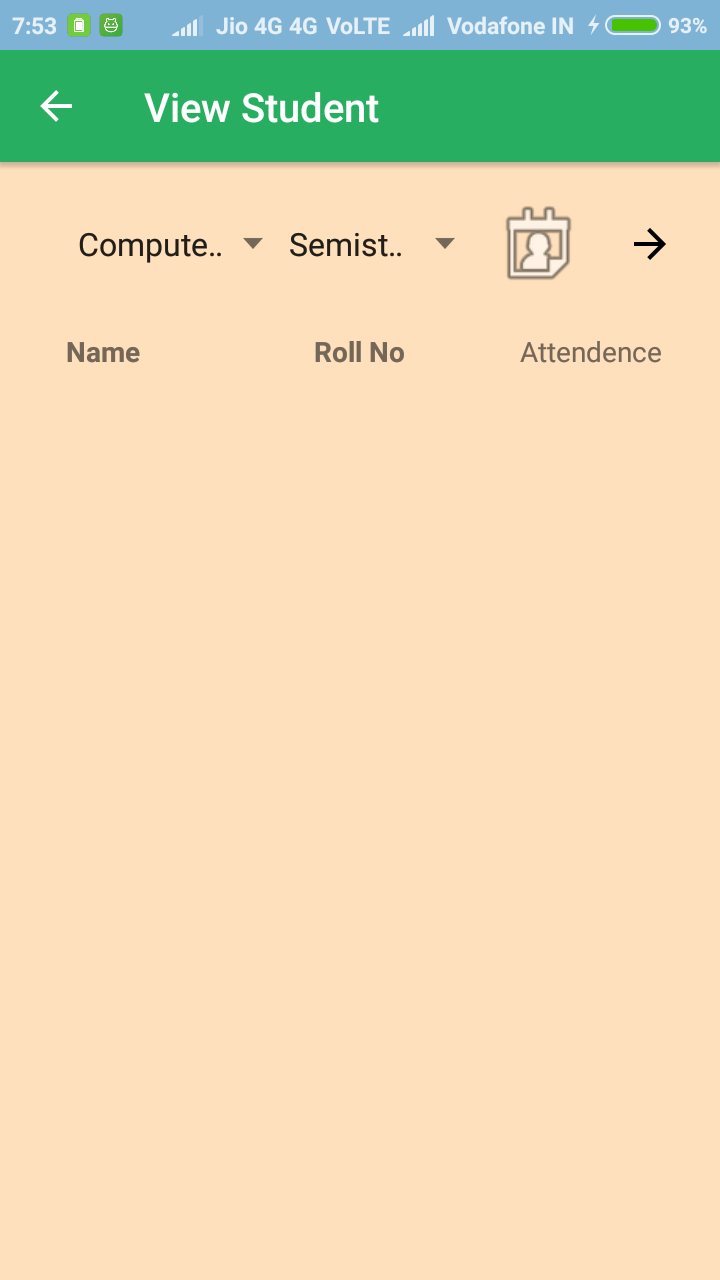 7:53 Jio 4G 4G VoLTE Vodafone IN 93%
View Student
Compute.. Semist..
Name Roll No Attendence